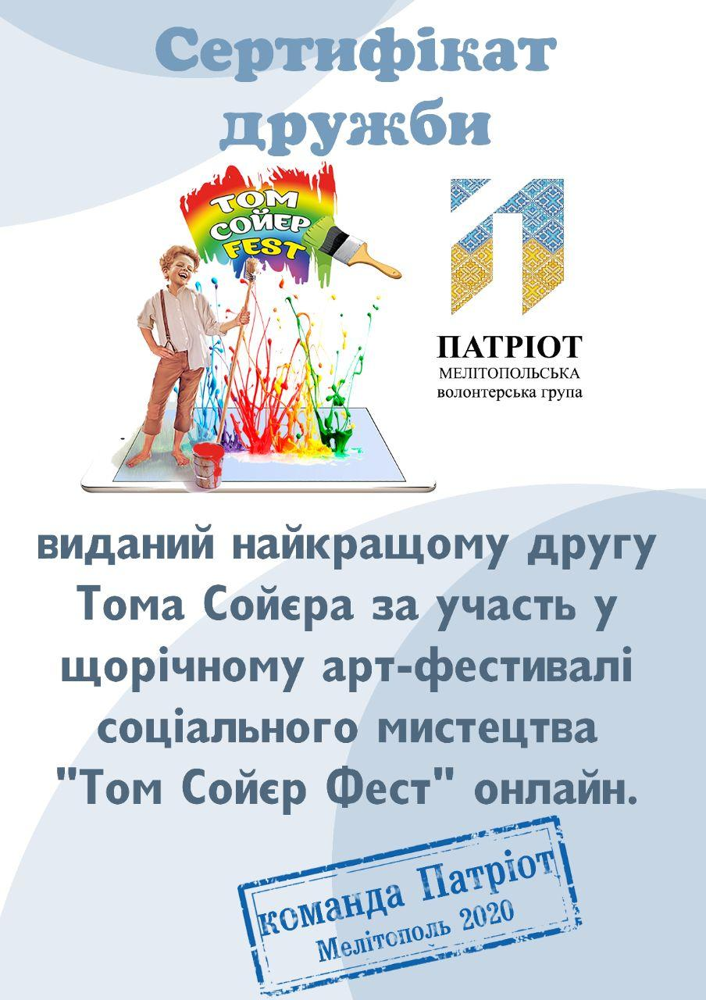 Сертифікат
дружби
ТОМ
СОЙЕР
FEST
ПАТРІОТ
МЕЛІТОПОЛЬСЬКА
волонтерська група
виданий найкращому другу
Тома Сойєра за участь у
щорічному арт-фестивалі
соціального мистецтва
"Том Сойєр Фест" онлайн.
команда Патріот
Мелітополь 2020